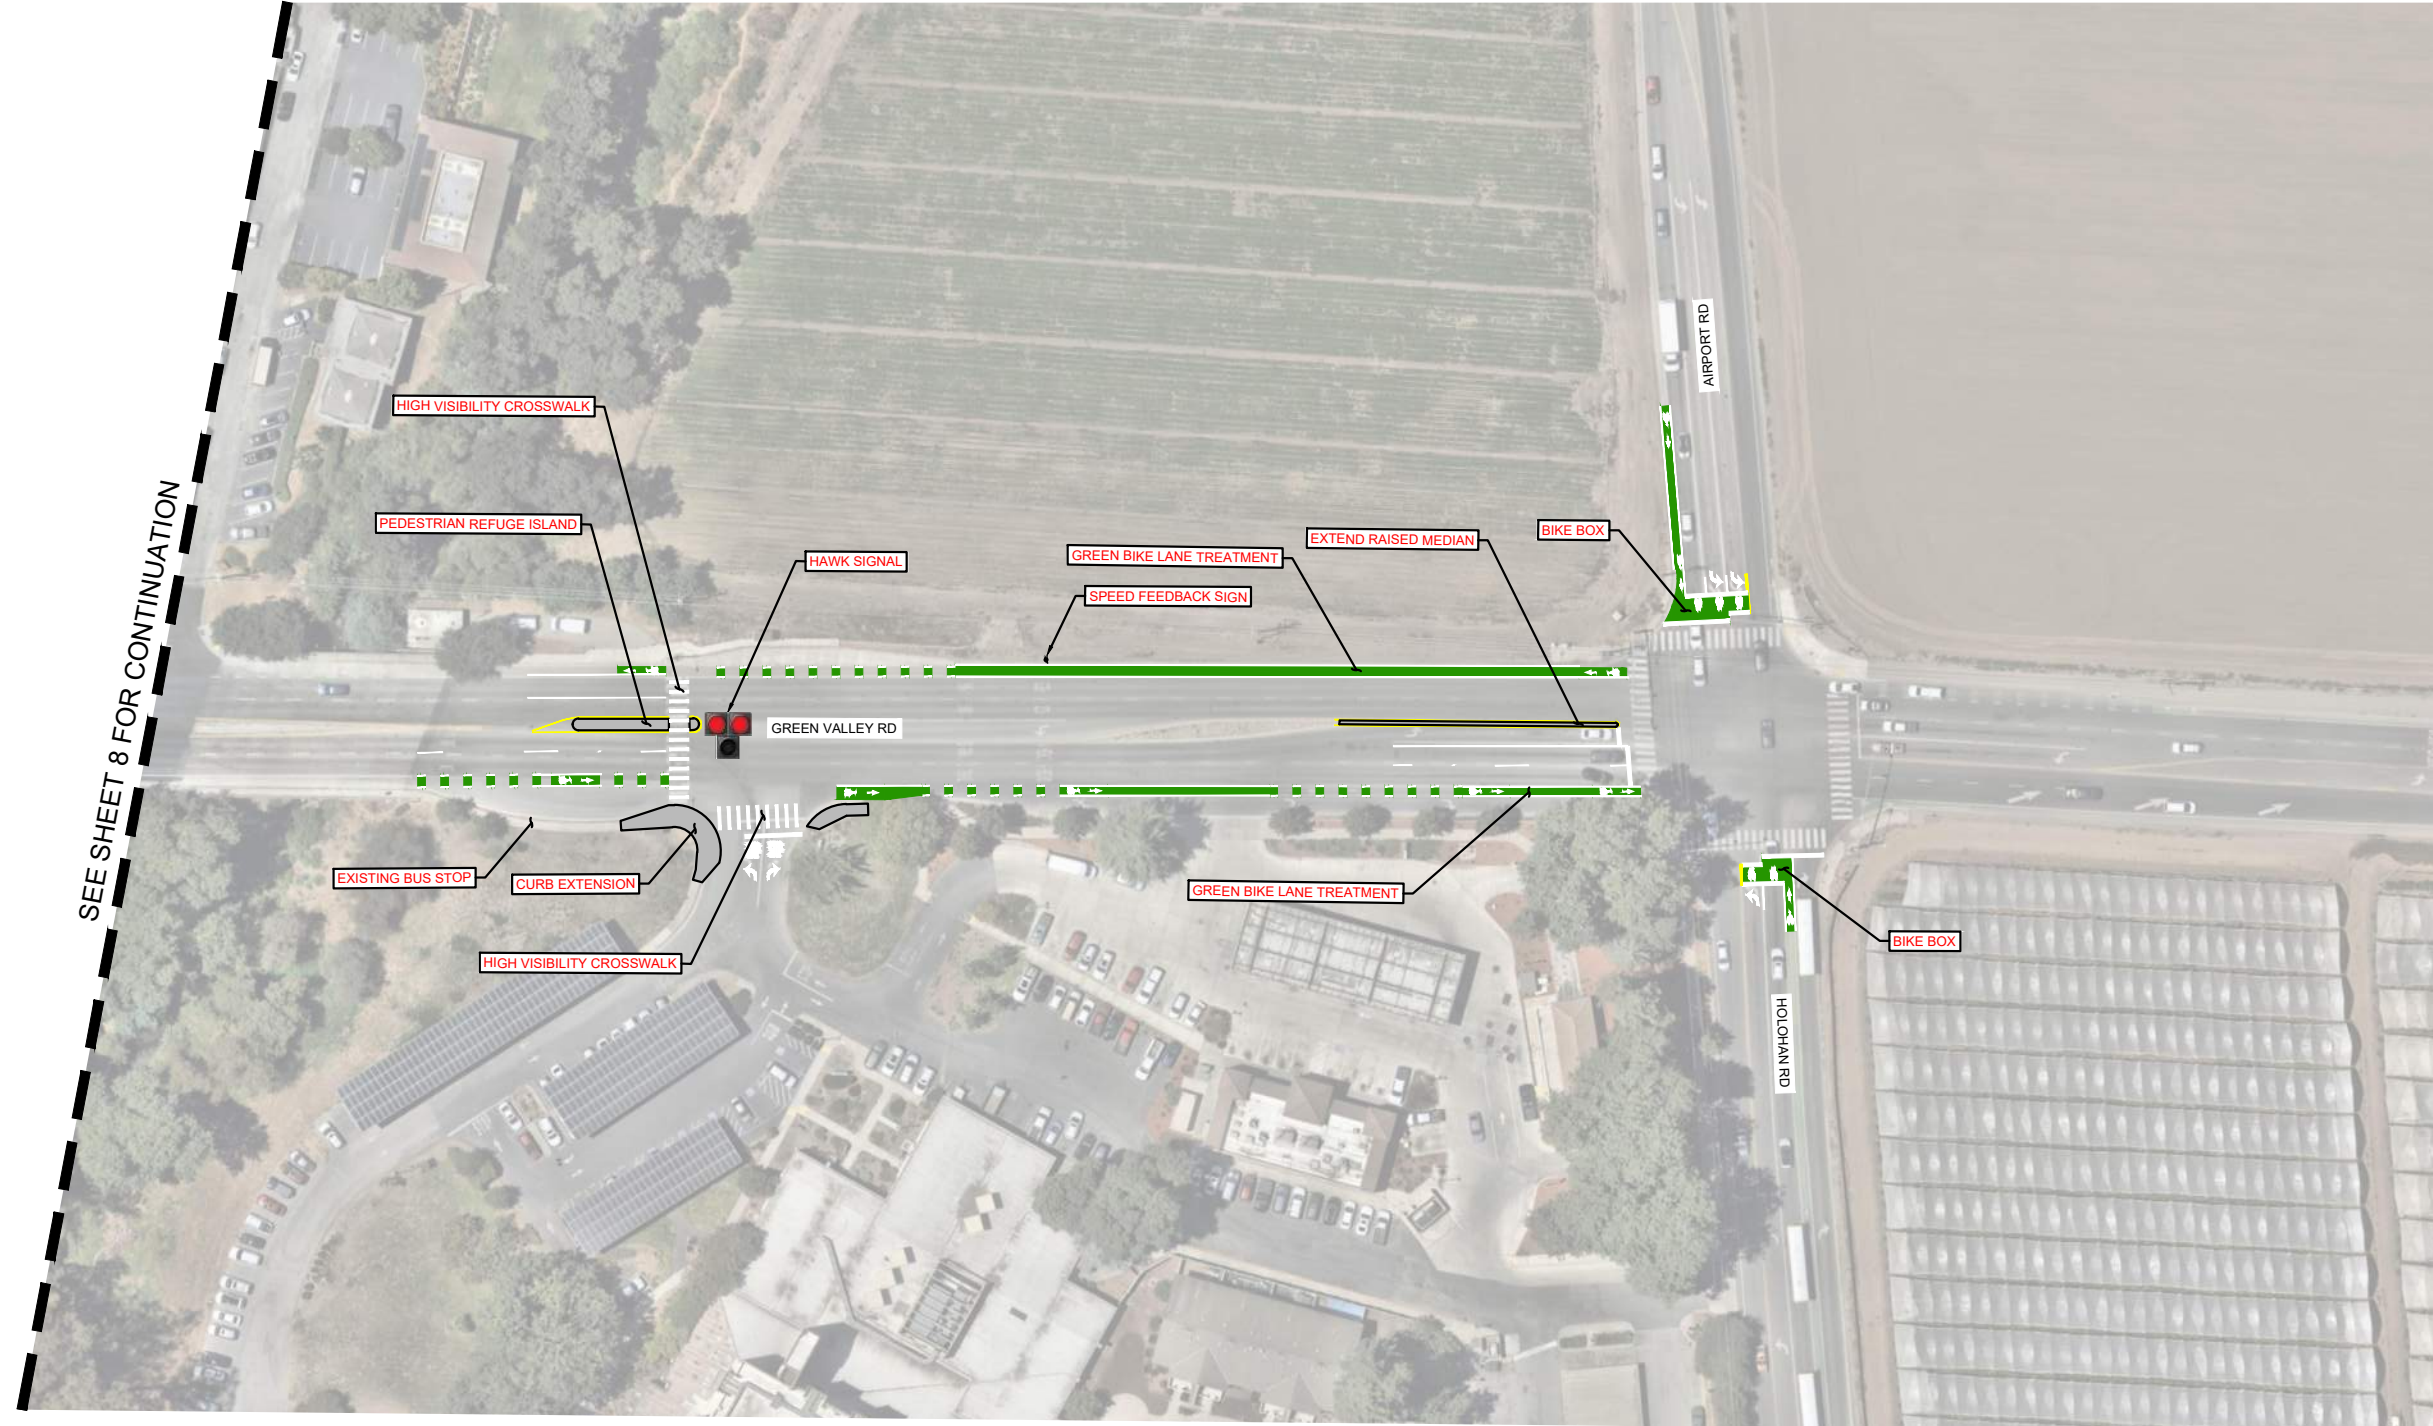 AIRPORT RD
HIGH VISIBILITY CROSSWALK
PEDESTRIAN REFUGE ISLAND
HAWK SIGNAL
GREEN BIKE LANE TREATMENT
EXTEND RAISED MEDIAN
BIKE BOX
SPEED FEEDBACK SIGN
SEE SHEET 8 FOR CONTINUATION
GREEN VALLEY RD
EXISTING BUS STOP
CURB EXTENSION
GREEN BIKE LANE TREATMENT
HIGH VISIBILITY CROSSWALK
BIKE BOX
HOLOHAN RD